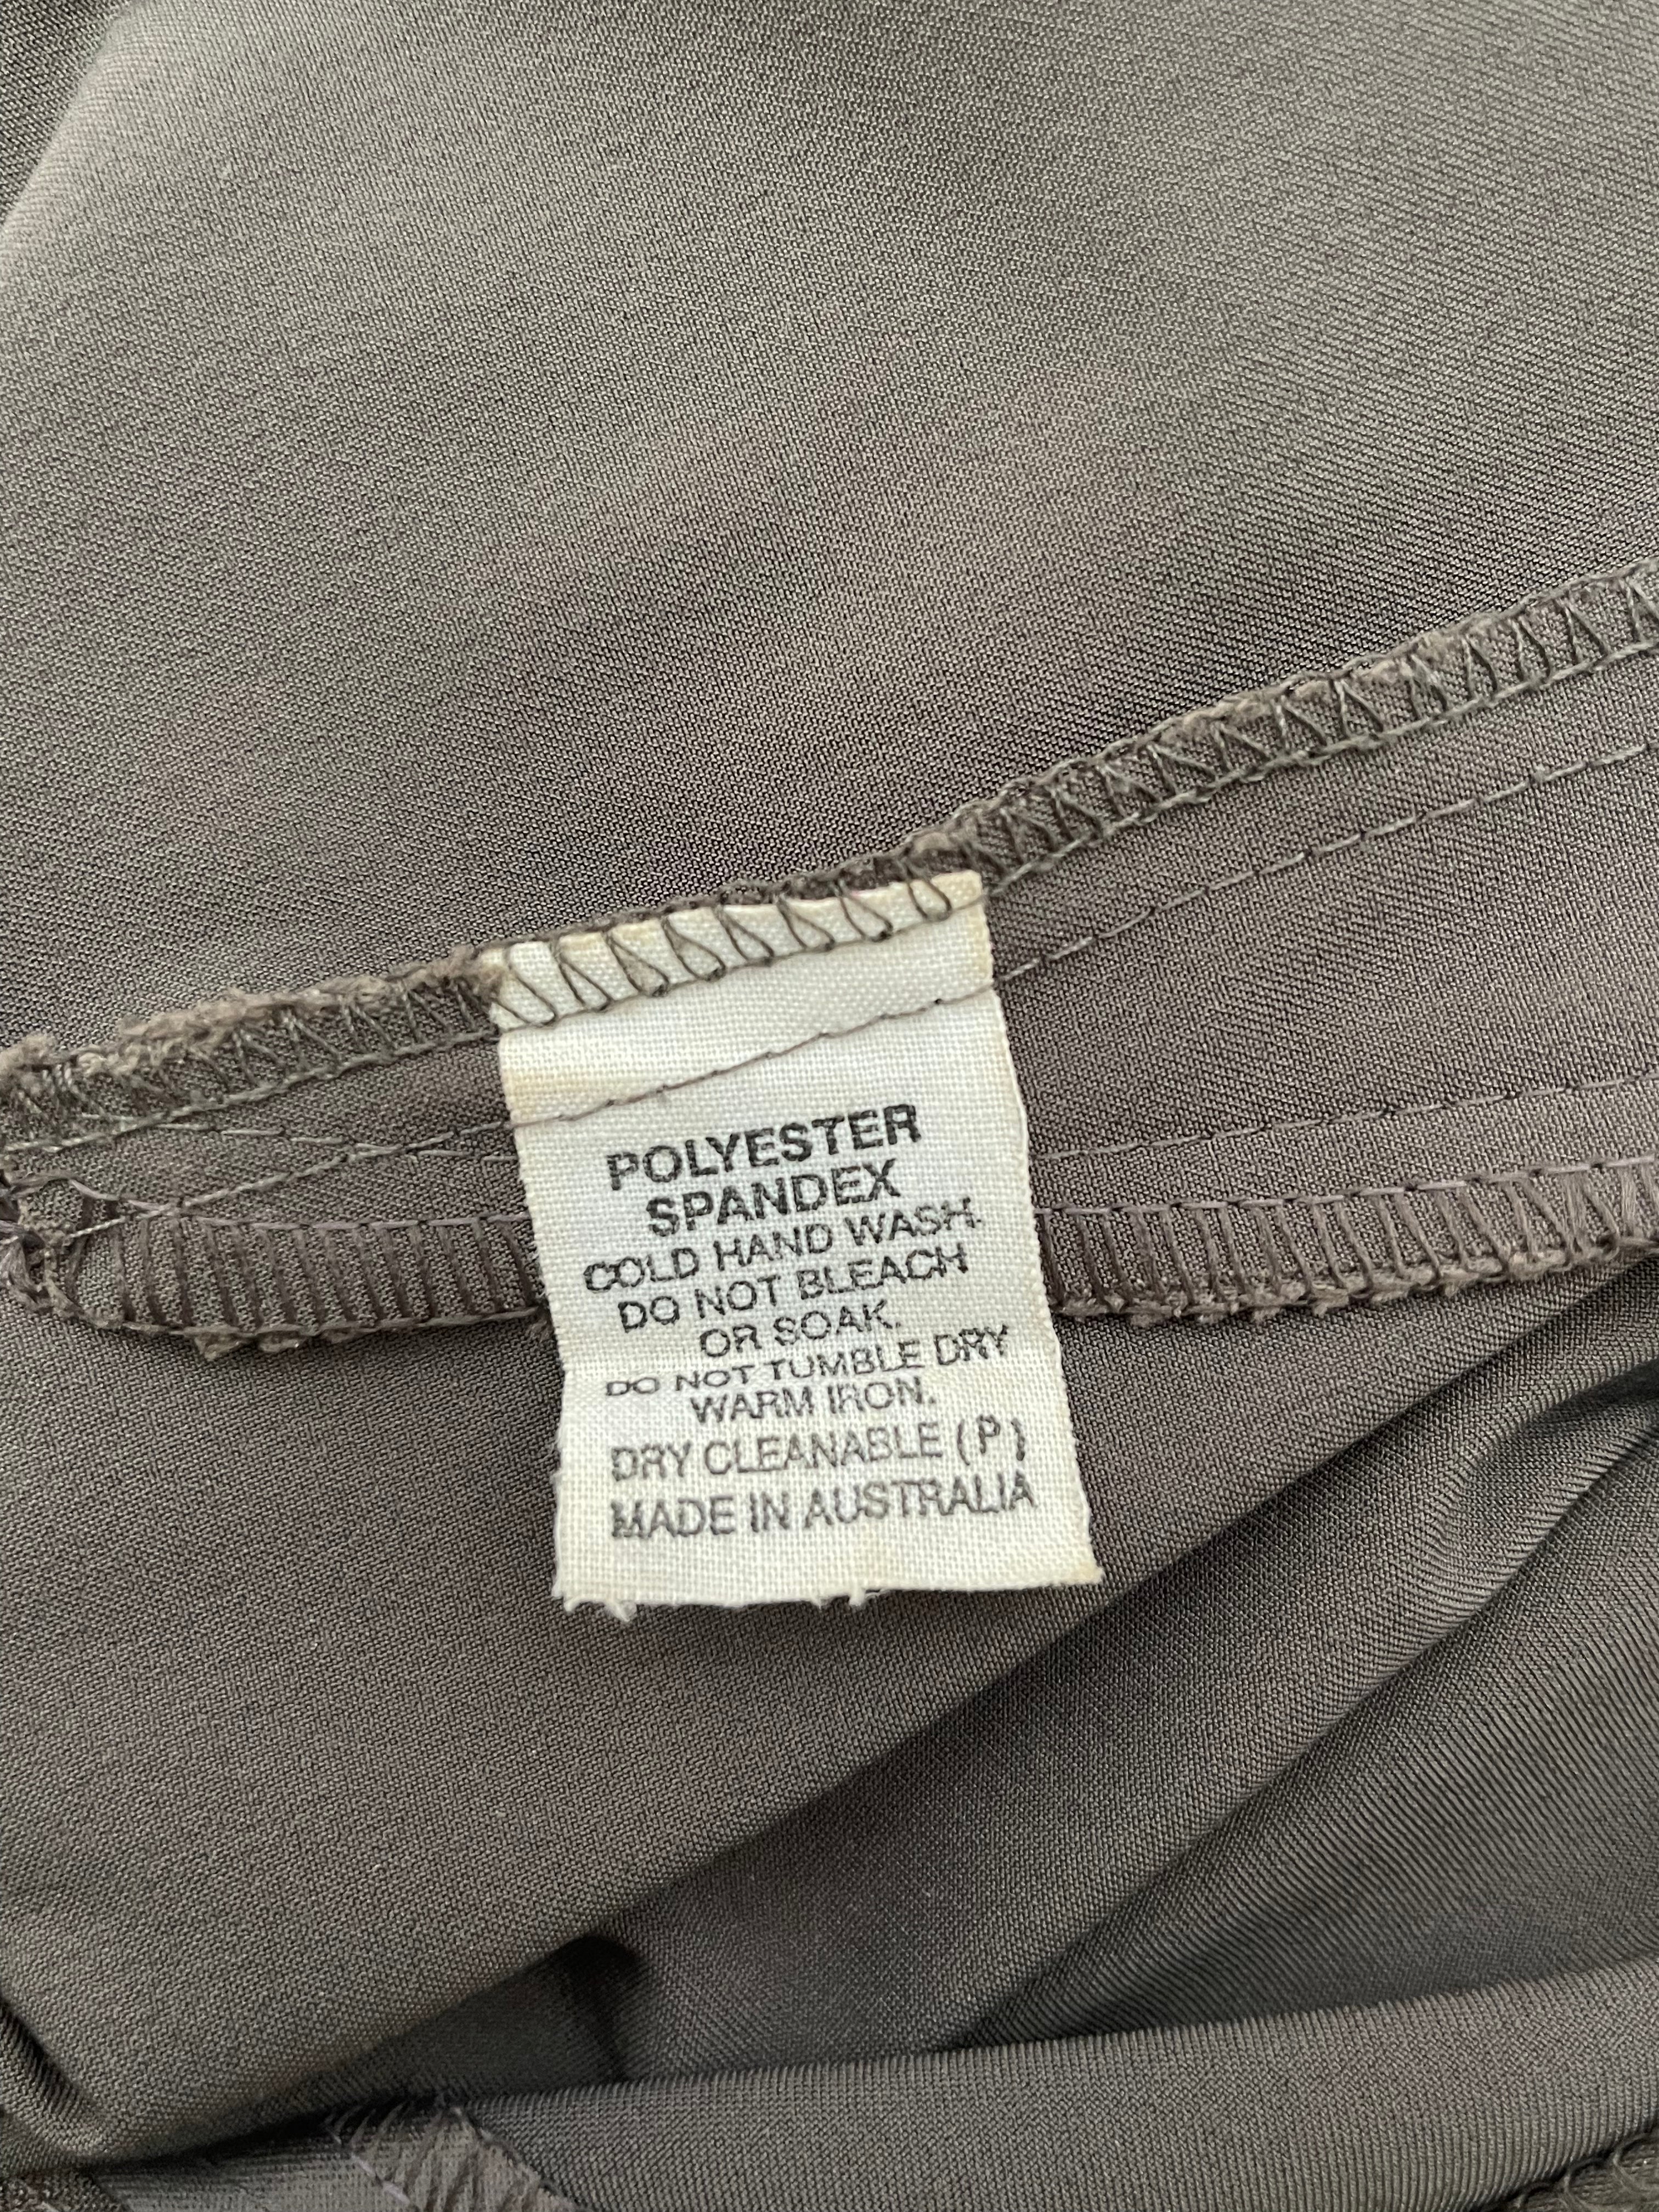 POLYESTER
SPANDEX
COLD HAND WASH.
DO NOT BLEACH
OR SOAK.
DO NOT TUMBLE DRY
WARM IRON.
DRY CLEANABLE (P)
MADE IN AUSTRALIA